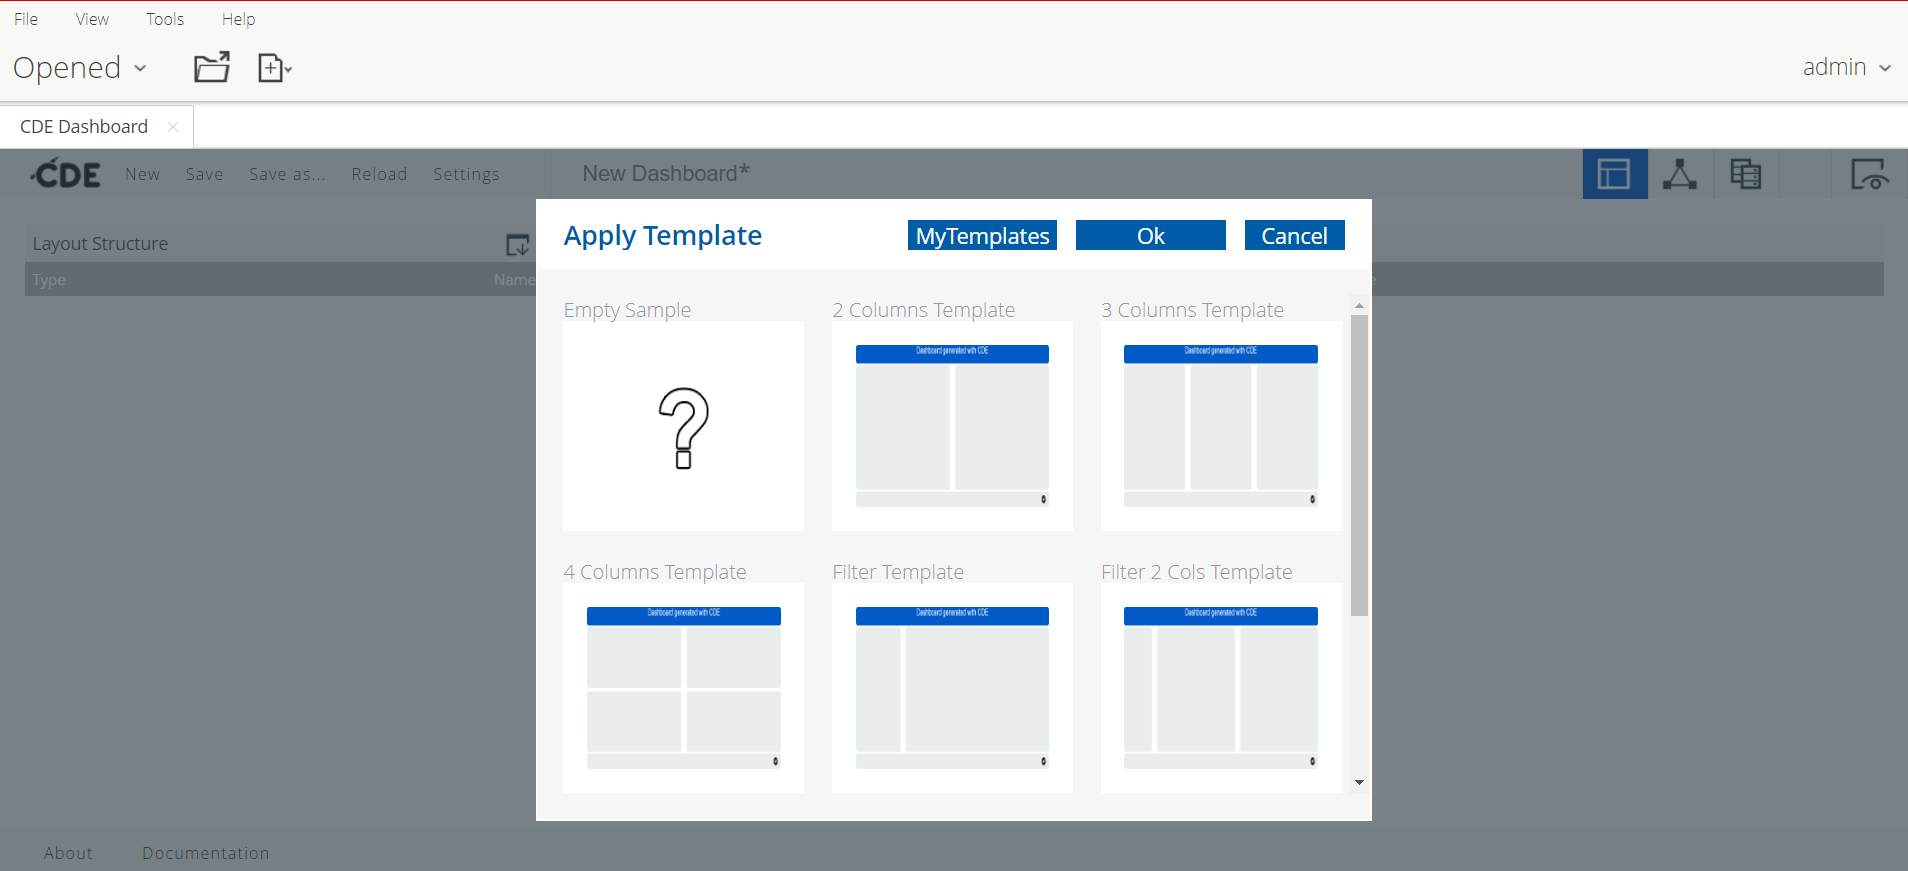 File View Tools Help
Opened
admin
CDE Dashboard
CDE New Save Save as... Reload Settings New Dashboard*
Layout Structure
Type Name
Apply Template MyTemplates Ok Cancel
Empty Sample 2 Columns Template 3 Columns Template
Dashboard generated with CDE Dashboard generated with CDE
4 Columns Template Filter Template Filter 2 Cols Template
Dashboard generated with CDE Dashboard generated with CDE Dashboard generated with CDE
About Documentation